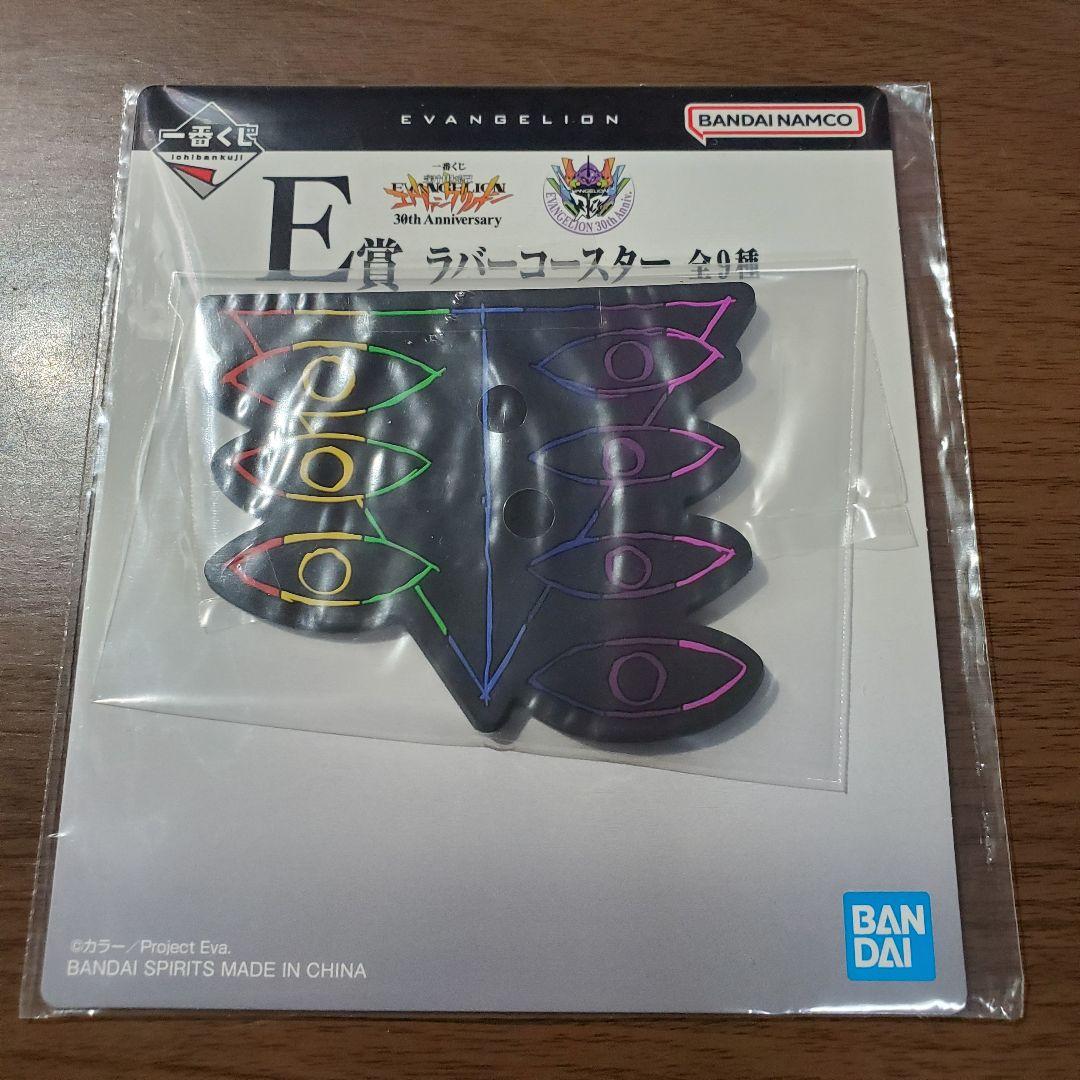 一番くじ
ichibankuji
EVANGELION
BANDAI NAMCO
E賞
一番くじ
EVANGELION
エヴァンゲリオン
30th Anniversary
EVANGELION
EVANGELION 30th Anniv.
ラバーコースター 全9種
©カラー/Project Eva.
BANDAI SPIRITS MADE IN CHINA
BAN
DAI